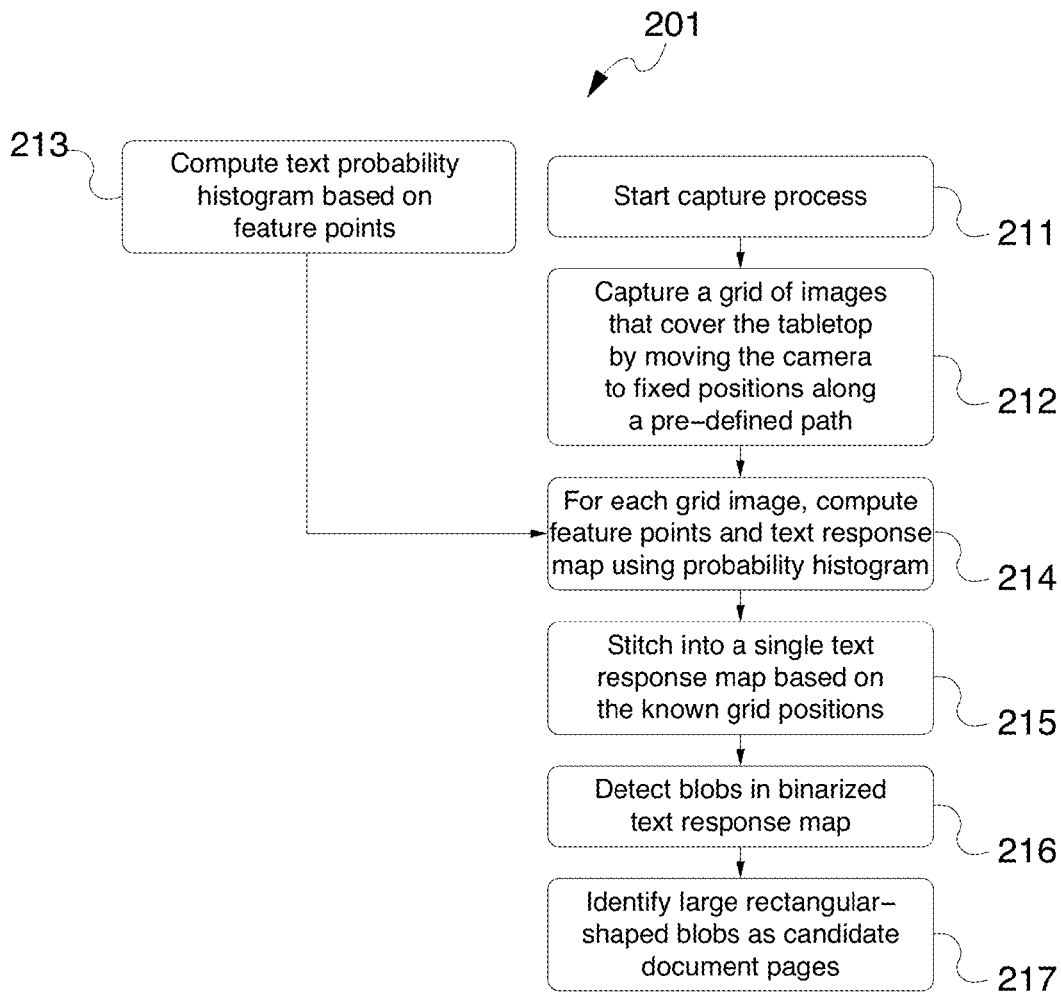 201
213
Compute text probability
histogram based on
feature points
Start capture process
211
Capture a grid of images
that cover the tabletop
by moving the camera
to fixed positions along
a pre–defined path
212
For each grid image, compute
feature points and text response
map using probability histogram
214
Stitch into a single text
response map based on
the known grid positions
215
Detect blobs in binarized
text response map
216
Identify large rectangular–
shaped blobs as candidate
document pages
217